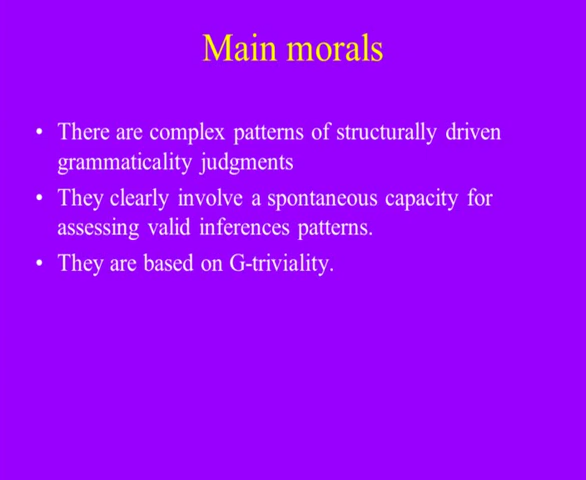 Main morals
• There are complex patterns of structurally driven
grammaticality judgments
• They clearly involve a spontaneous capacity for
assessing valid inferences patterns.
• They are based on G-triviality.